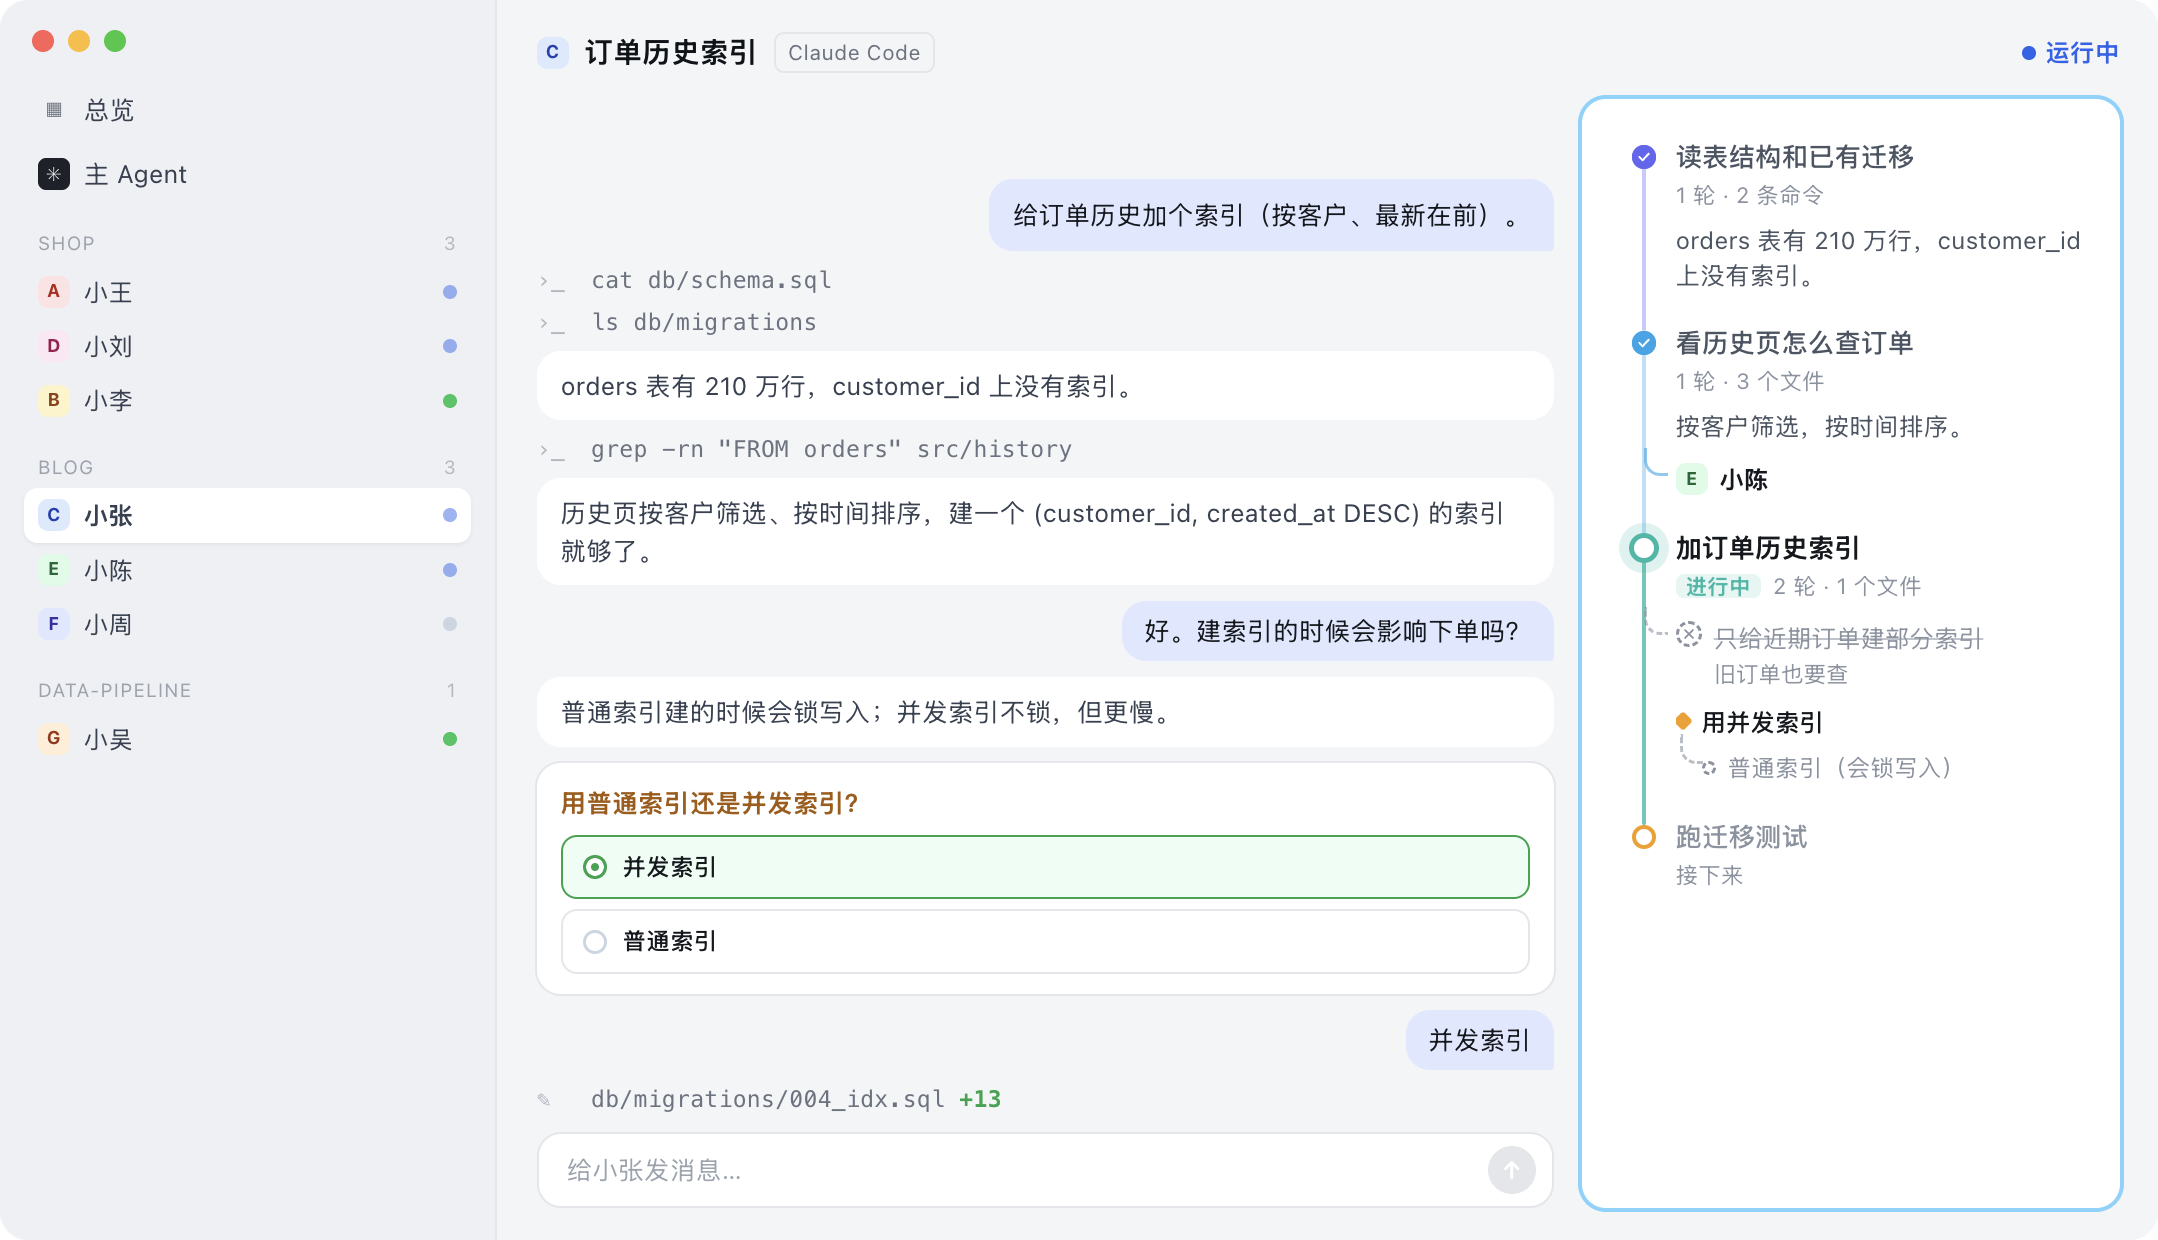 总览
主 Agent
SHOP 3
A 小王
D 小刘
B 小李
BLOG 3
C 小张
E 小陈
F 小周
DATA-PIPELINE 1
G 小吴
C 订单历史索引 Claude Code
运行中
给订单历史加个索引（按客户、最新在前）。
›_ cat db/schema.sql
›_ ls db/migrations
orders 表有 210 万行，customer_id 上没有索引。
›_ grep -rn "FROM orders" src/history
历史页按客户筛选、按时间排序，建一个 (customer_id, created_at DESC) 的索引
就够了。
好。建索引的时候会影响下单吗？
普通索引建的时候会锁写入；并发索引不锁，但更慢。
用普通索引还是并发索引？
并发索引
普通索引
并发索引
db/migrations/004_idx.sql +13
给小张发消息...
读表结构和已有迁移
1 轮 · 2 条命令
orders 表有 210 万行，customer_id
上没有索引。
看历史页怎么查订单
1 轮 · 3 个文件
按客户筛选，按时间排序。
E 小陈
加订单历史索引
进行中 2 轮 · 1 个文件
只给近期订单建部分索引
旧订单也要查
用并发索引
普通索引（会锁写入）
跑迁移测试
接下来